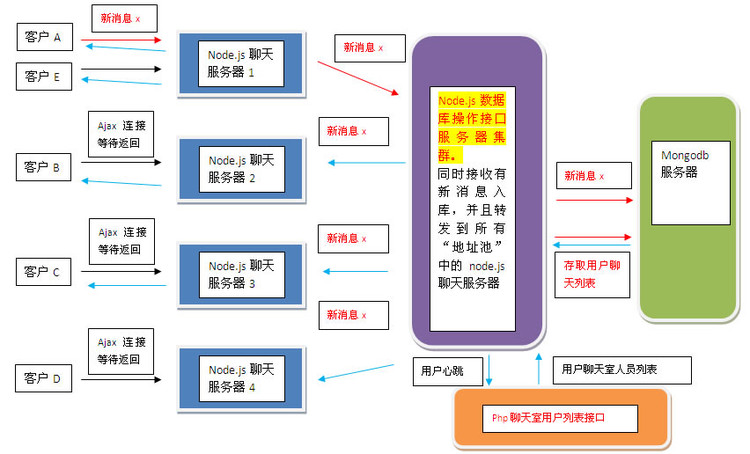 新消息 x
客户 A
Node.js 聊天
服务器 1
新消息 x
客户 E
Ajax 连接
等待返回
客户 B
Node.js 聊天
服务器 2
新消息 x
Node.js 数据
库操作接口
服务器集
群。
同时接收有
新消息入
库，并且转
发到所有
“地址池”
中的 node.js
聊天服务器
Mongodb
服务器
新消息 x
Ajax 连接
等待返回
客户 C
Node.js 聊天
服务器 3
新消息 x
存取用户聊
天列表
新消息 x
Ajax 连接
等待返回
客户 D
Node.js 聊天
服务器 4
用户心跳
用户聊天室人员列表
Php 聊天室用户列表接口